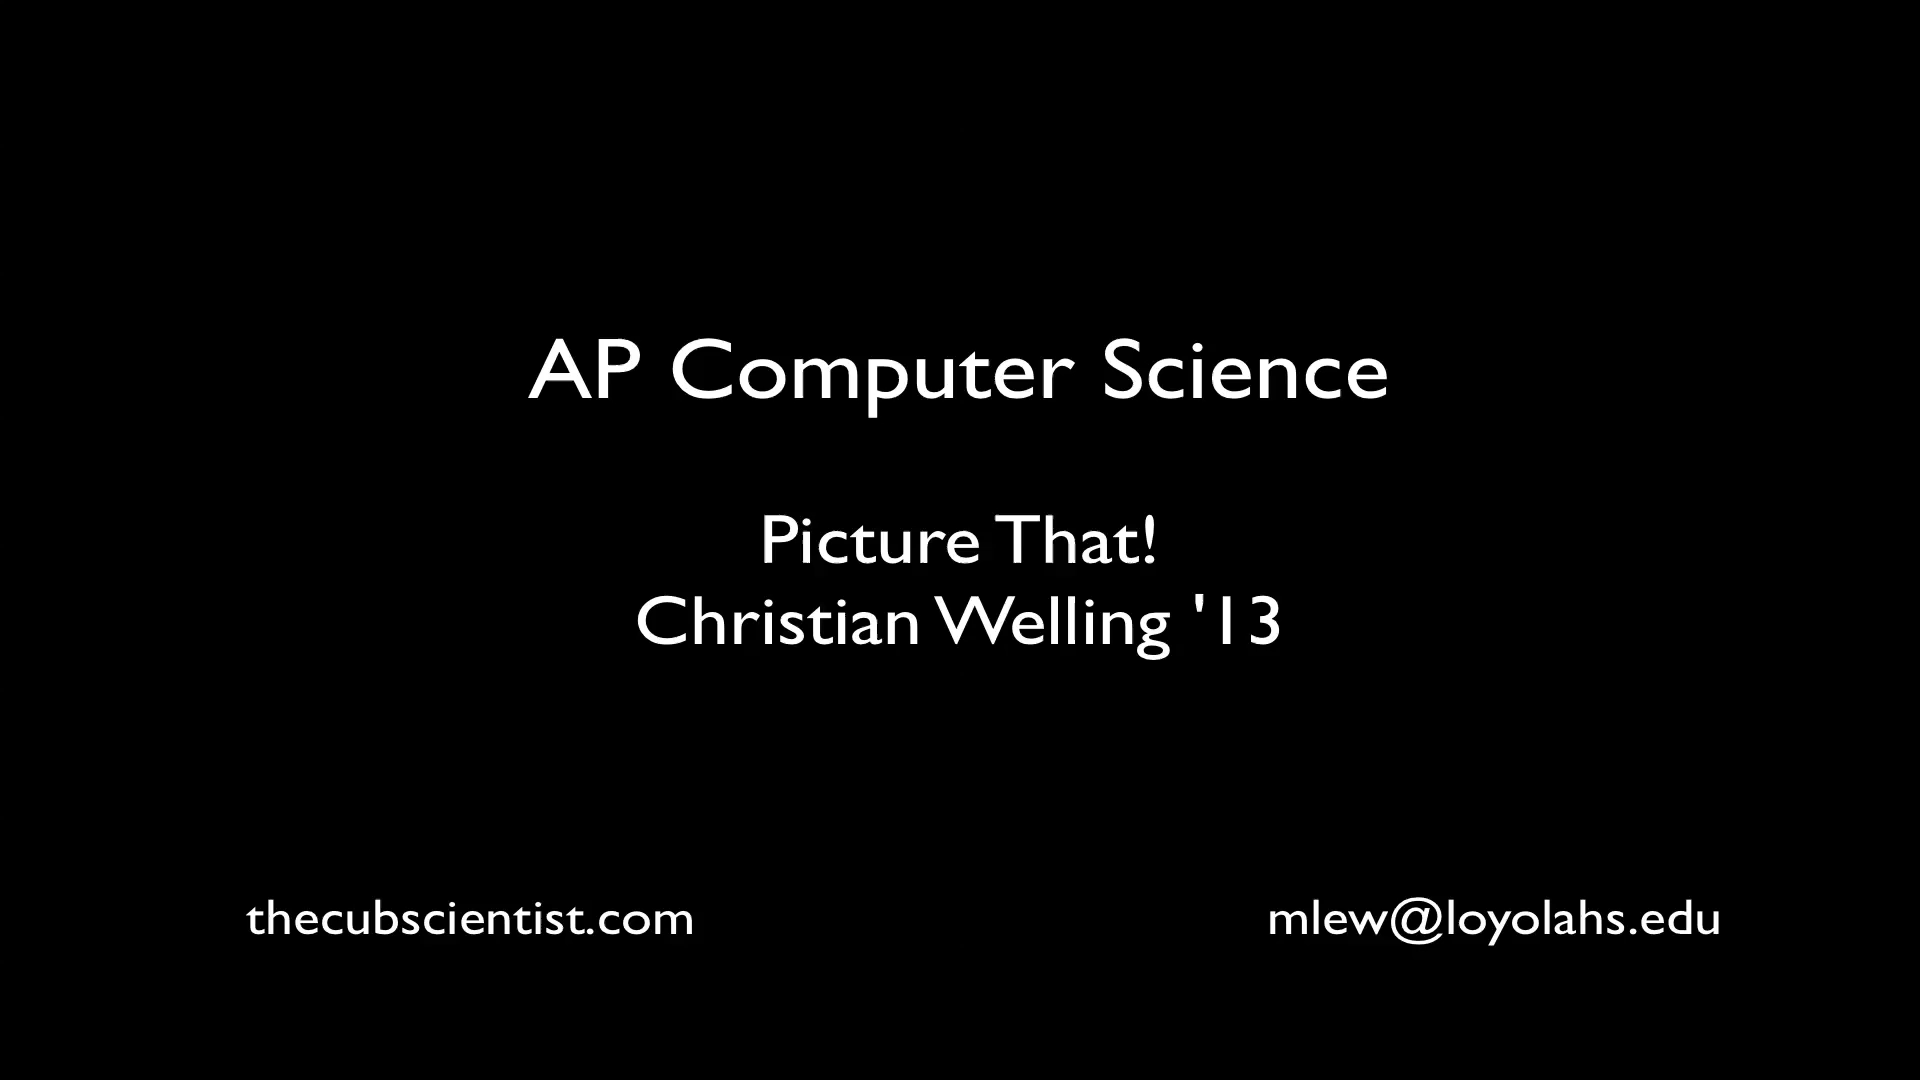 AP Computer Science
Picture That!
Christian Welling '13
thecubscientist.com
mlew@loyolahs.edu